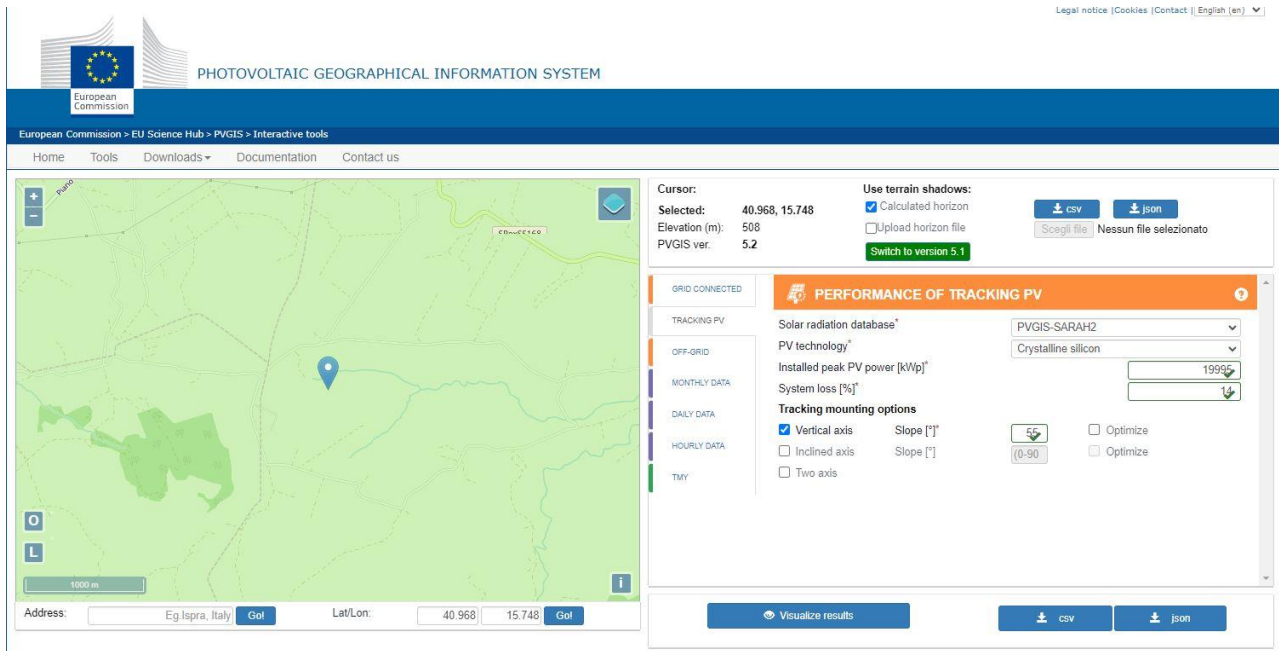 Legal notice |Cookies |Contact | English (en)
European
Commission
PHOTOVOLTAIC GEOGRAPHICAL INFORMATION SYSTEM
European Commission > EU Science Hub > PVGIS > Interactive tools
Home Tools Downloads Documentation Contact us
+
−
Piano
O
L
1000 m
i
Address: Eg.Ispra, Italy Go! Lat/Lon: 40.968 15.748 Go!
Cursor: Use terrain shadows:
Selected: 40.968, 15.748 Calculated horizon csv json
Elevation (m): 508 Upload horizon file Scegli file Nessun file selezionato
PVGIS ver. 5.2 Switch to version 5.1
GRID CONNECTED
TRACKING PV
OFF-GRID
MONTHLY DATA
DAILY DATA
HOURLY DATA
TMY
PERFORMANCE OF TRACKING PV ?
Solar radiation database* PVGIS-SARAH2
PV technology* Crystalline silicon
Installed peak PV power [kWp]* 19995
System loss [%]* 14
Tracking mounting options
Vertical axis Slope [°]* 55 Optimize
Inclined axis Slope [°] (0-90 Optimize
Two axis
Visualize results csv json